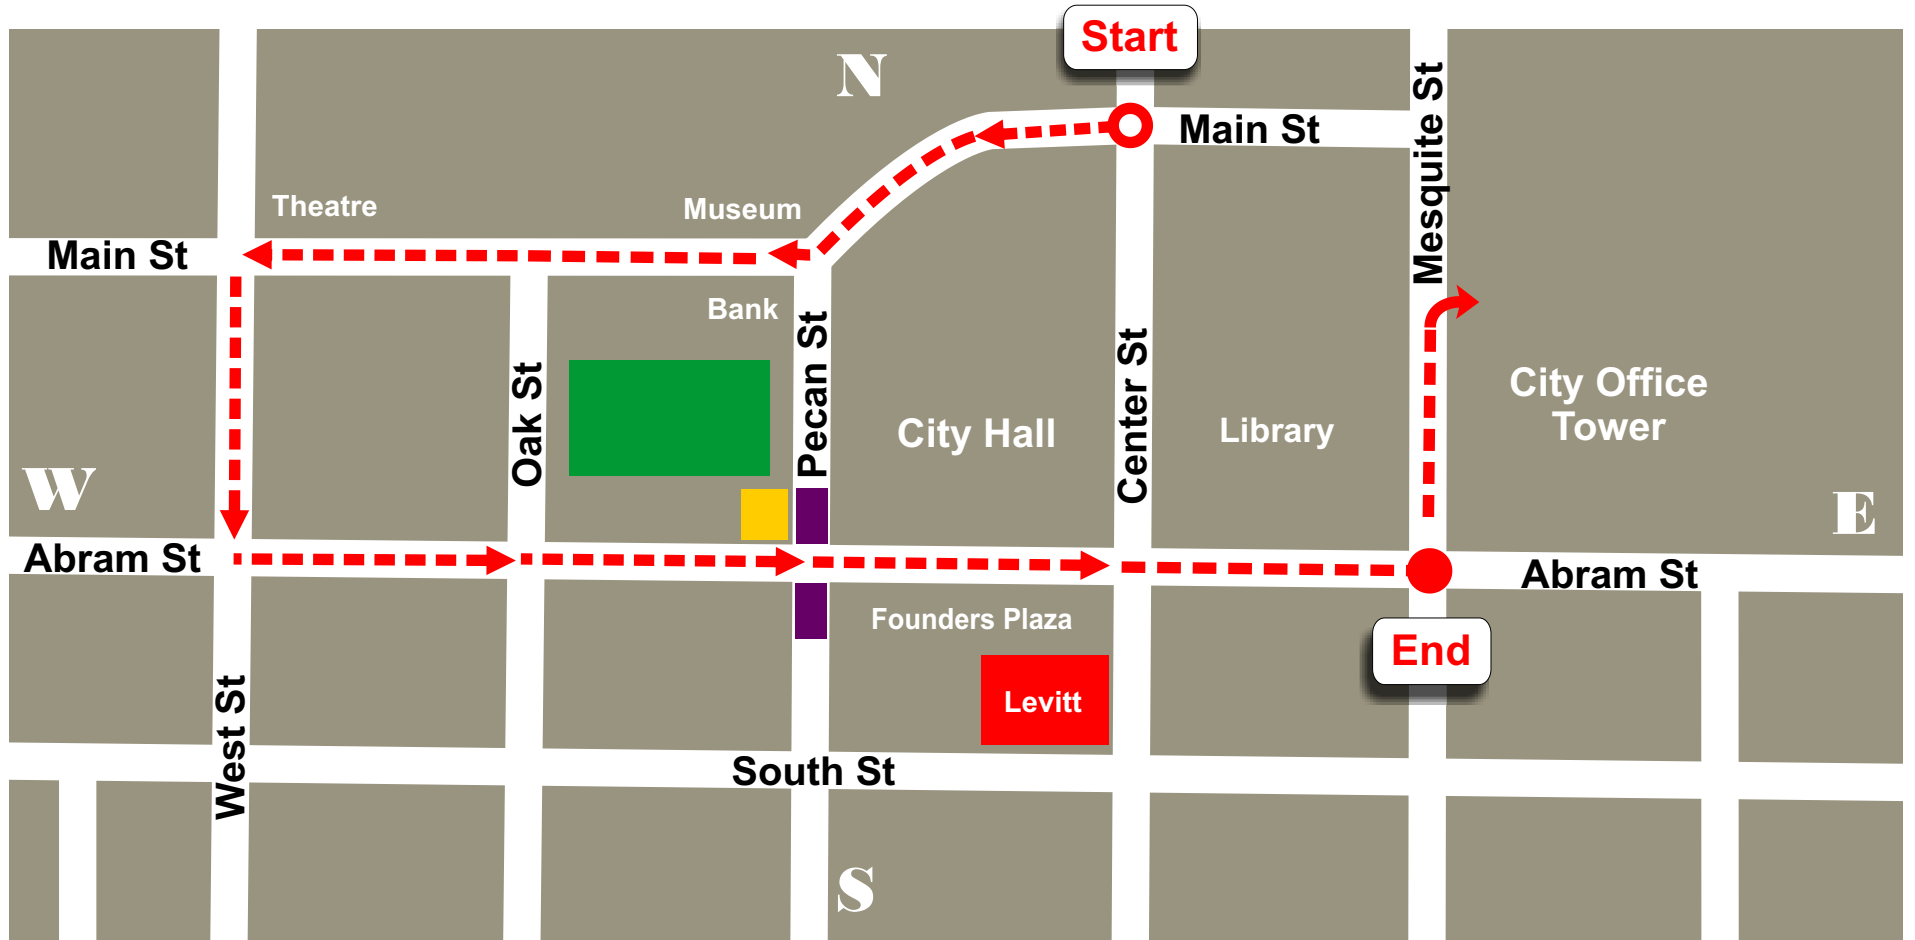 Start
N
Mesquite St
Main St
Theatre
Museum
Main St
Bank
Pecan St
Oak St
Center St
City Hall
Library
City Office
Tower
W
E
Abram St
Abram St
Founders Plaza
End
Levitt
West St
South St
S